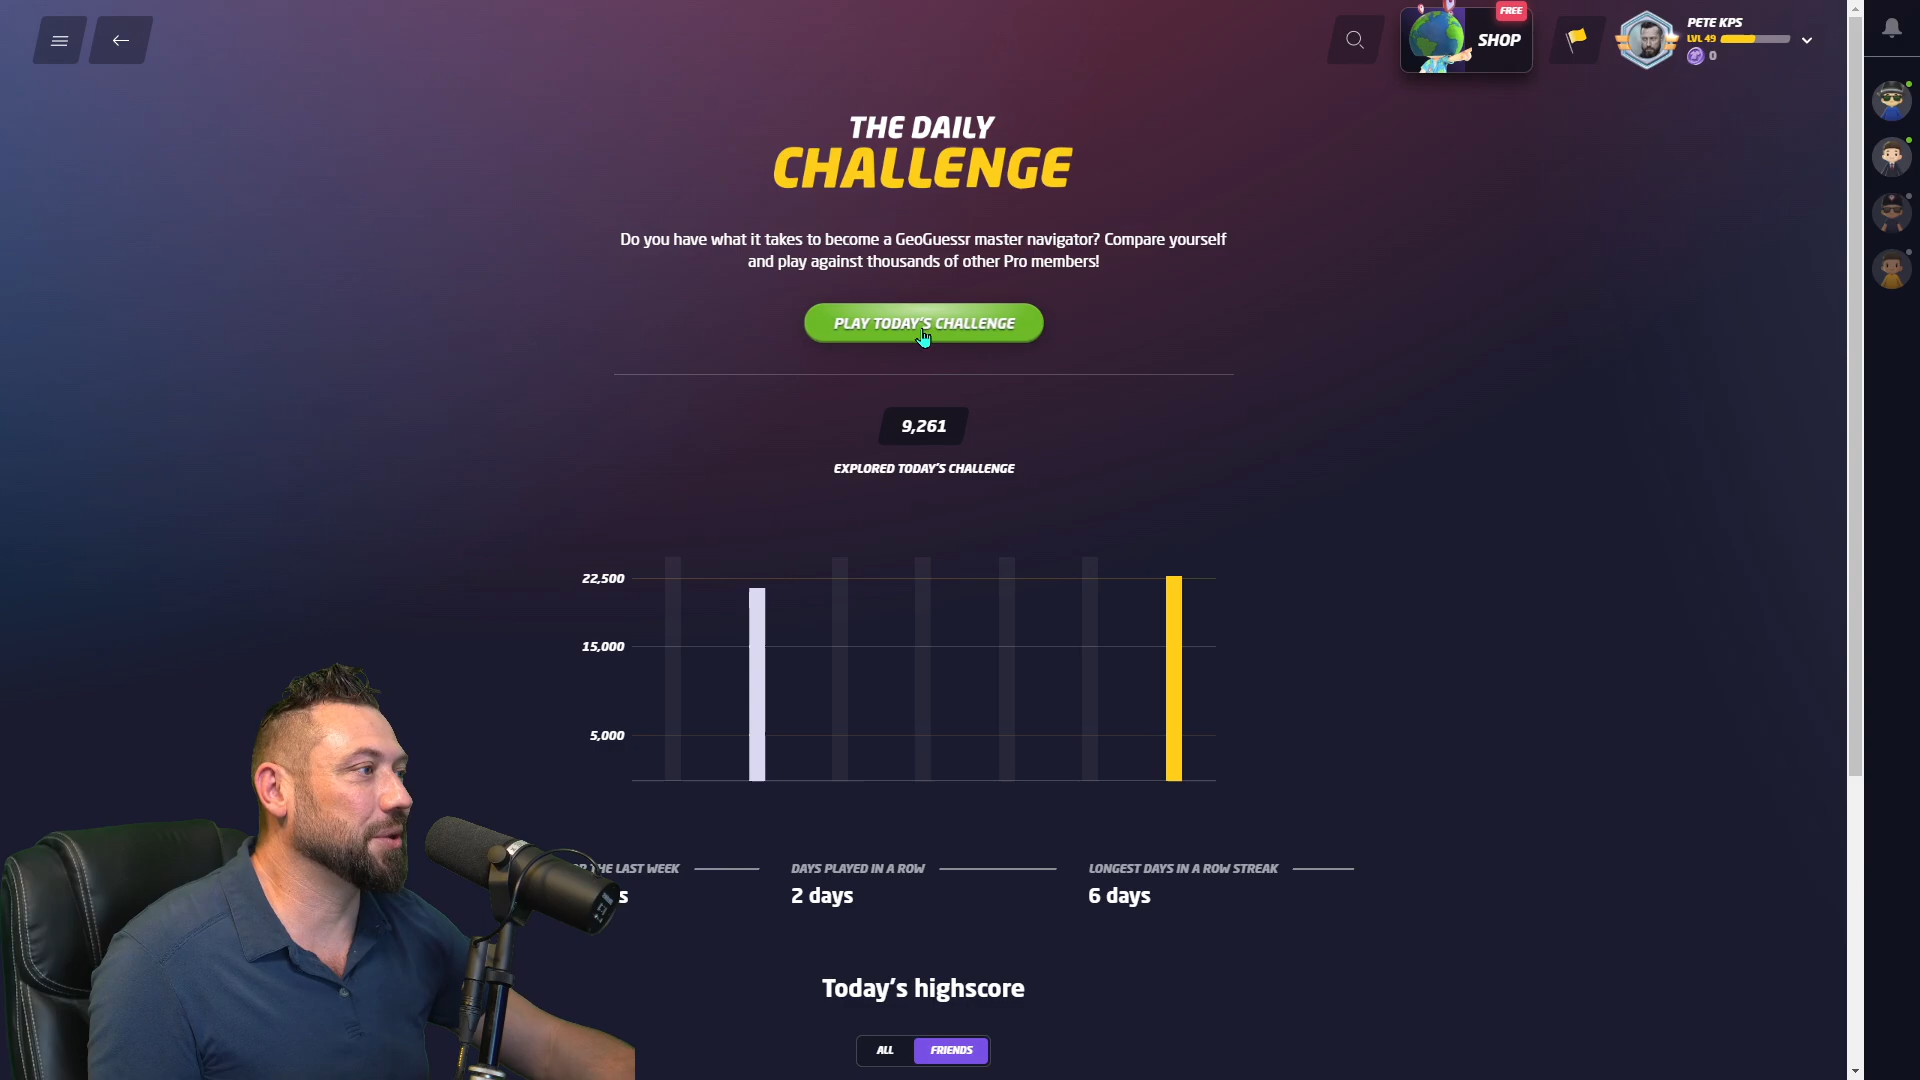 FREE
SHOP
PETE KPS
LVL 49
0
THE DAILY
CHALLENGE
Do you have what it takes to become a GeoGuessr master navigator? Compare yourself
and play against thousands of other Pro members!
PLAY TODAY'S CHALLENGE
9,261
EXPLORED TODAY'S CHALLENGE
22,500
15,000
5,000
THE LAST WEEK
DAYS PLAYED IN A ROW
2 days
LONGEST DAYS IN A ROW STREAK
6 days
Today's highscore
ALL
FRIENDS